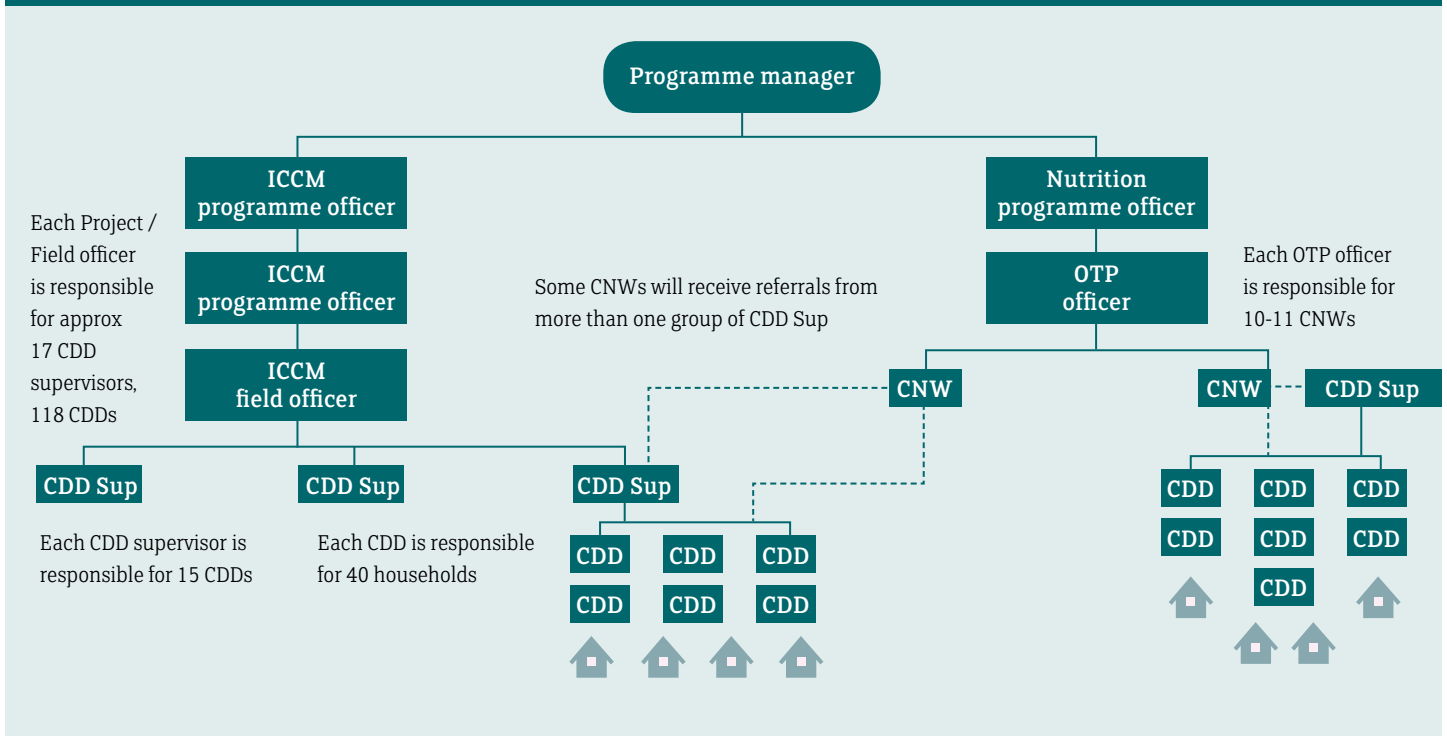 Programme manager
ICCM
programme officer
Nutrition
programme officer
Each Project /
Field officer
is responsible
for approx
17 CDD
supervisors,
118 CDDs
ICCM
programme officer
Some CNWs will receive referrals from
more than one group of CDD Sup
OTP
officer
Each OTP officer
is responsible for
10-11 CNWs
ICCM
field officer
CNW
CNW
CDD Sup
CDD Sup
CDD Sup
CDD Sup
Each CDD supervisor is
responsible for 15 CDDs
Each CDD is responsible
for 40 households
CDD
CDD
CDD
CDD
CDD
CDD
CDD
CDD
CDD
CDD
CDD
CDD
CDD